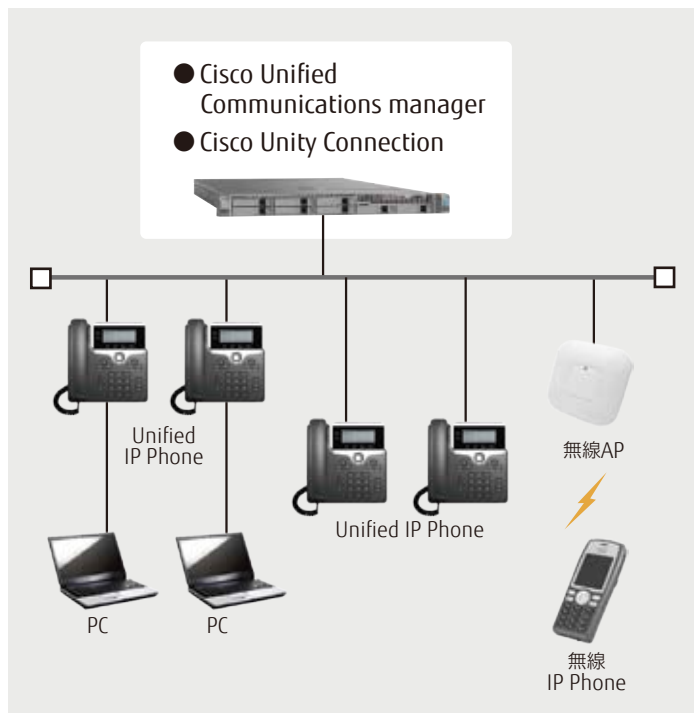 ● Cisco Unified
Communications manager
● Cisco Unity Connection
Unified
IP Phone
Unified IP Phone
無線AP
PC
PC
無線
IP Phone